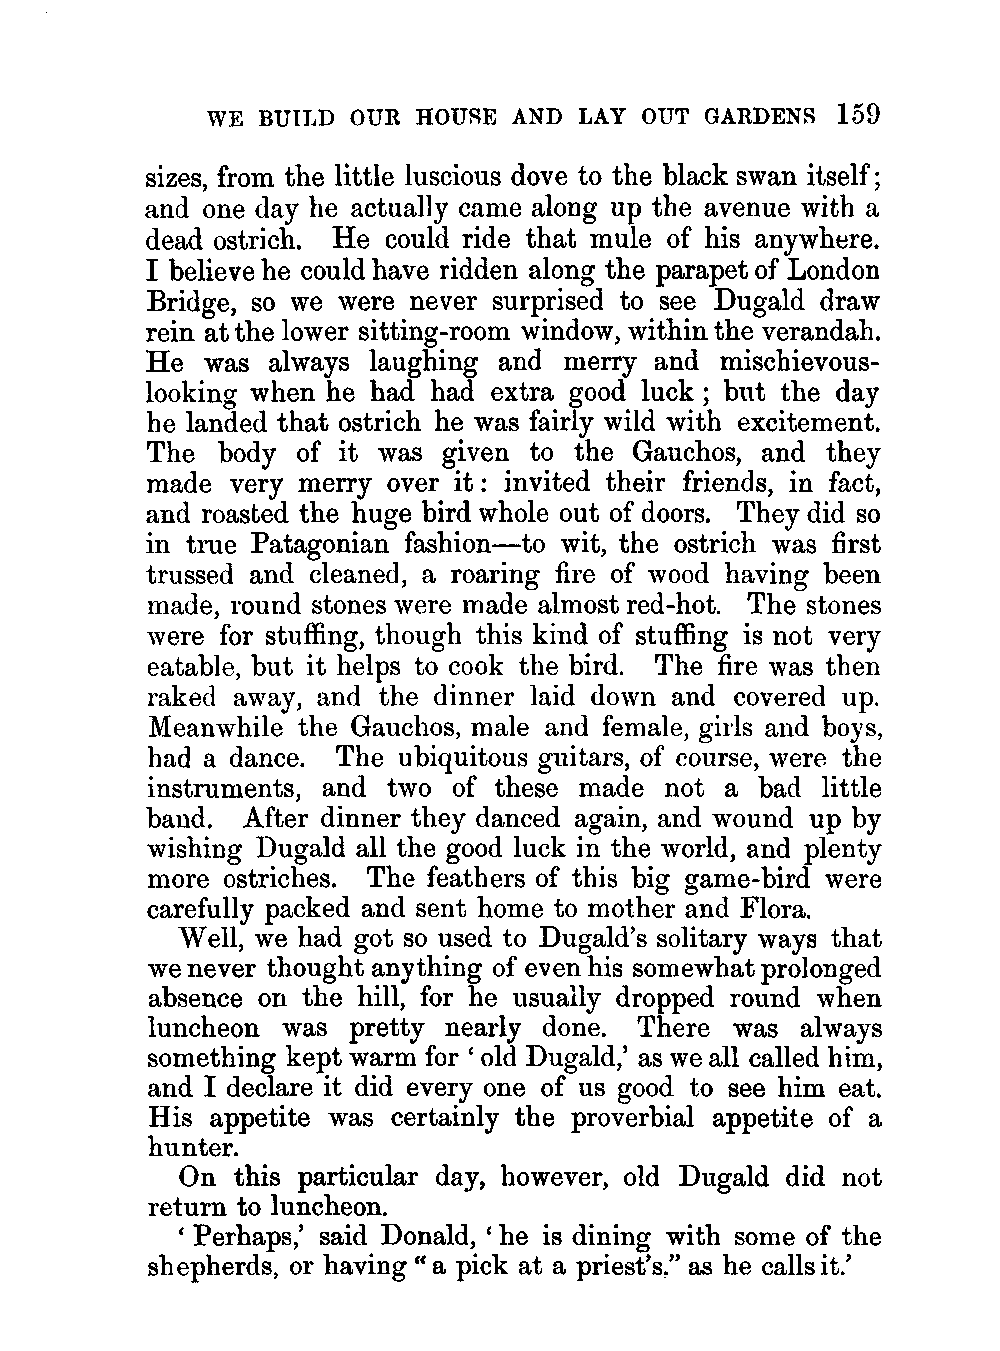 WE BUILD OUR HOUSE AND LAY OUT GARDENS 159
sizes, from the little luscious dove to the black swan itself;
and one day he actually came along up the avenue with a
dead ostrich. He could ride that mule of his anywhere.
I believe he could have ridden along the parapet of London
Bridge, so we were never surprised to see Dugald draw
rein at the lower sitting-room window, within the verandah.
He was always laughing and merry and mischievous-
looking when he had had extra good luck; but the day
he landed that ostrich he was fairly wild with excitement.
The body of it was given to the Gauchos, and they
made very merry over it: invited their friends, in fact,
and roasted the huge bird whole out of doors. They did so
in true Patagonian fashion—to wit, the ostrich was first
trussed and cleaned, a roaring fire of wood having been
made, round stones were made almost red-hot. The stones
were for stuffing, though this kind of stuffing is not very
eatable, but it helps to cook the bird. The fire was then
raked away, and the dinner laid down and covered up.
Meanwhile the Gauchos, male and female, girls and boys,
had a dance. The ubiquitous guitars, of course, were the
instruments, and two of these made not a bad little
band. After dinner they danced again, and wound up by
wishing Dugald all the good luck in the world, and plenty
more ostriches. The feathers of this big game-bird were
carefully packed and sent home to mother and Flora.
Well, we had got so used to Dugald's solitary ways that
we never thought anything of even his somewhat prolonged
absence on the hill, for he usually dropped round when
luncheon was pretty nearly done. There was always
something kept warm for 'old Dugald,' as we all called him,
and I declare it did every one of us good to see him eat.
His appetite was certainly the proverbial appetite of a
hunter.
On this particular day, however, old Dugald did not
return to luncheon.
'Perhaps,' said Donald, 'he is dining with some of the
shepherds, or having "a pick at a priest's," as he calls it.'